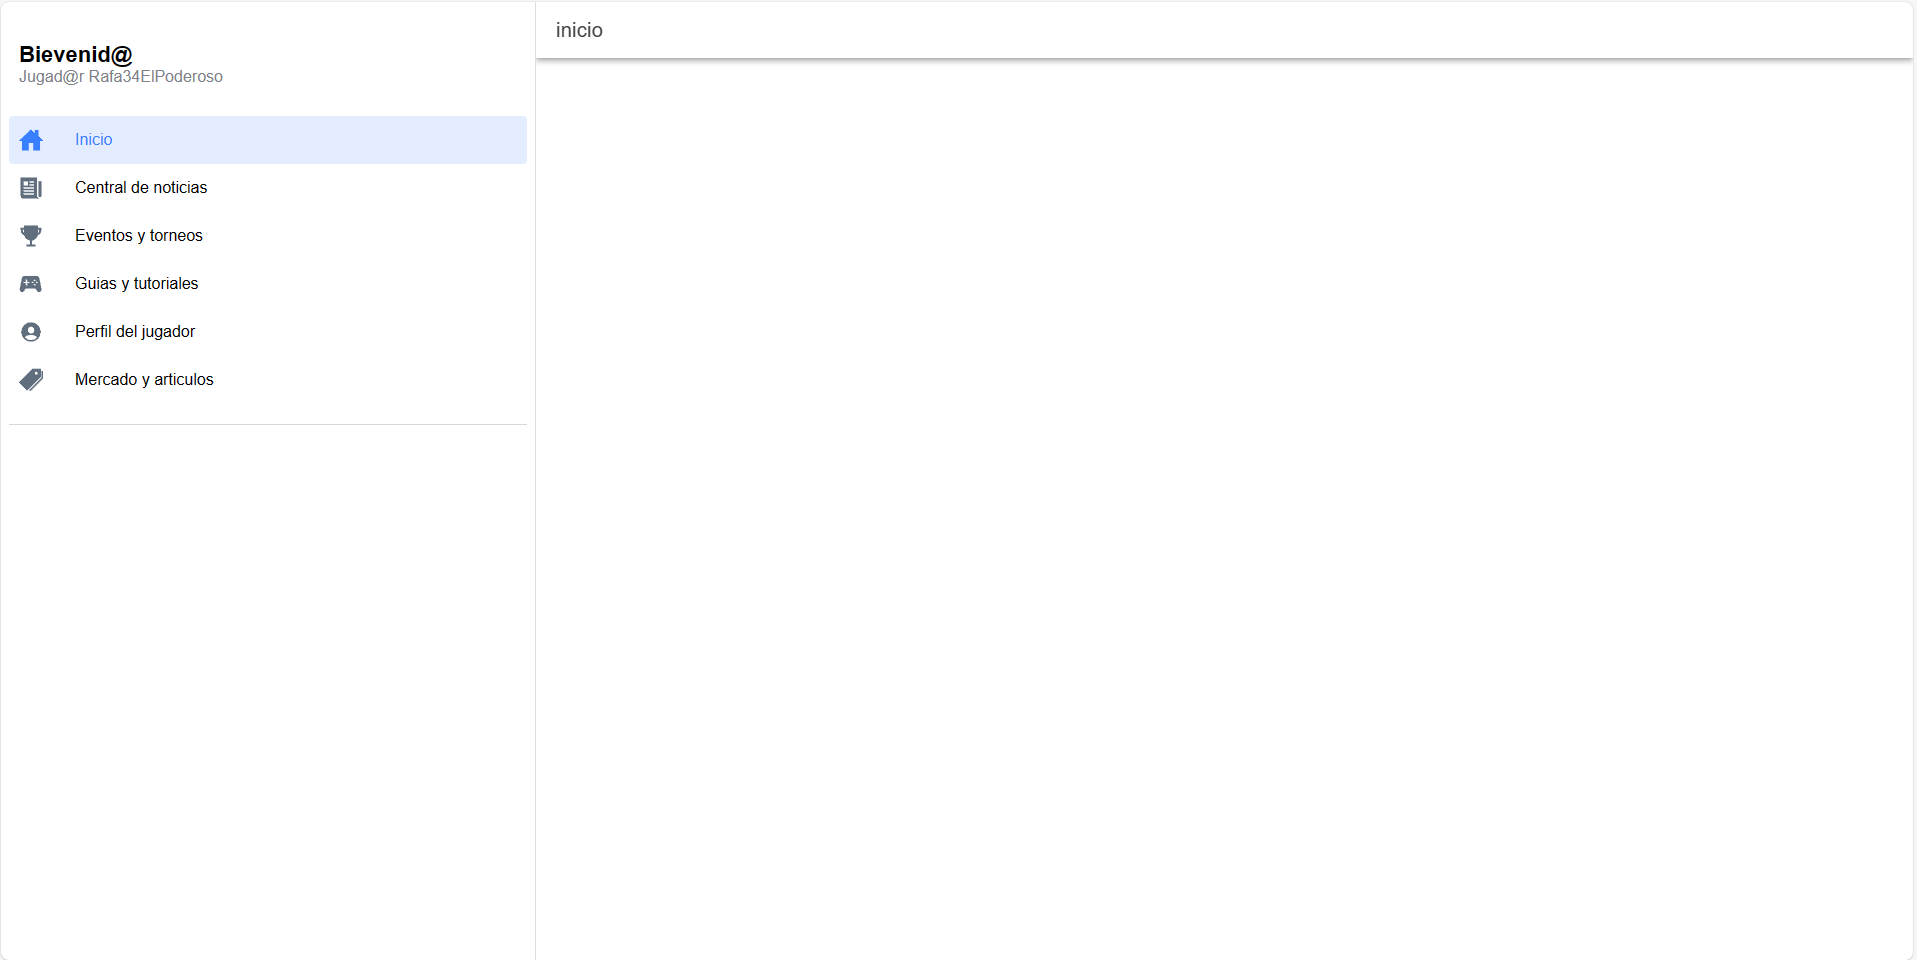 Bievenid@
Jugad@r Rafa34ElPoderoso
Inicio
Central de noticias
Eventos y torneos
Guias y tutoriales
Perfil del jugador
Mercado y articulos
inicio